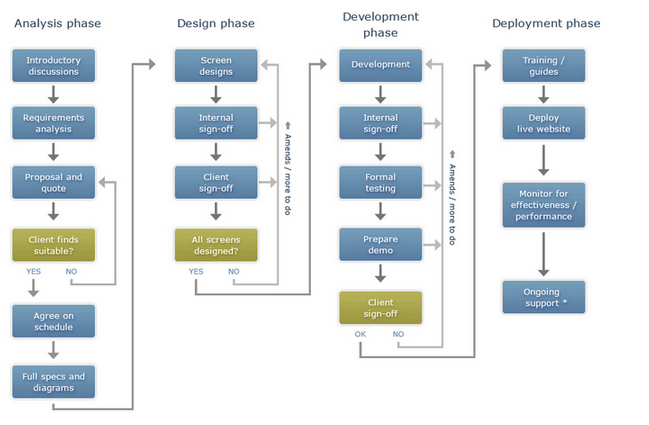 Analysis phase
Introductory
discussions
Requirements
analysis
Proposal and
quote
Client finds
suitable?
YES
NO
Agree on
schedule
Full specs and
diagrams
Design phase
Screen
designs
Internal
sign-off
Client
sign-off
All screens
designed?
YES
NO
Amends / more to do
Development
phase
Development
Internal
sign-off
Formal
testing
Prepare
demo
Client
sign-off
OK
NO
Amends / more to do
Deployment phase
Training /
guides
Deploy
live website
Monitor for
effectiveness /
performance
Ongoing
support *